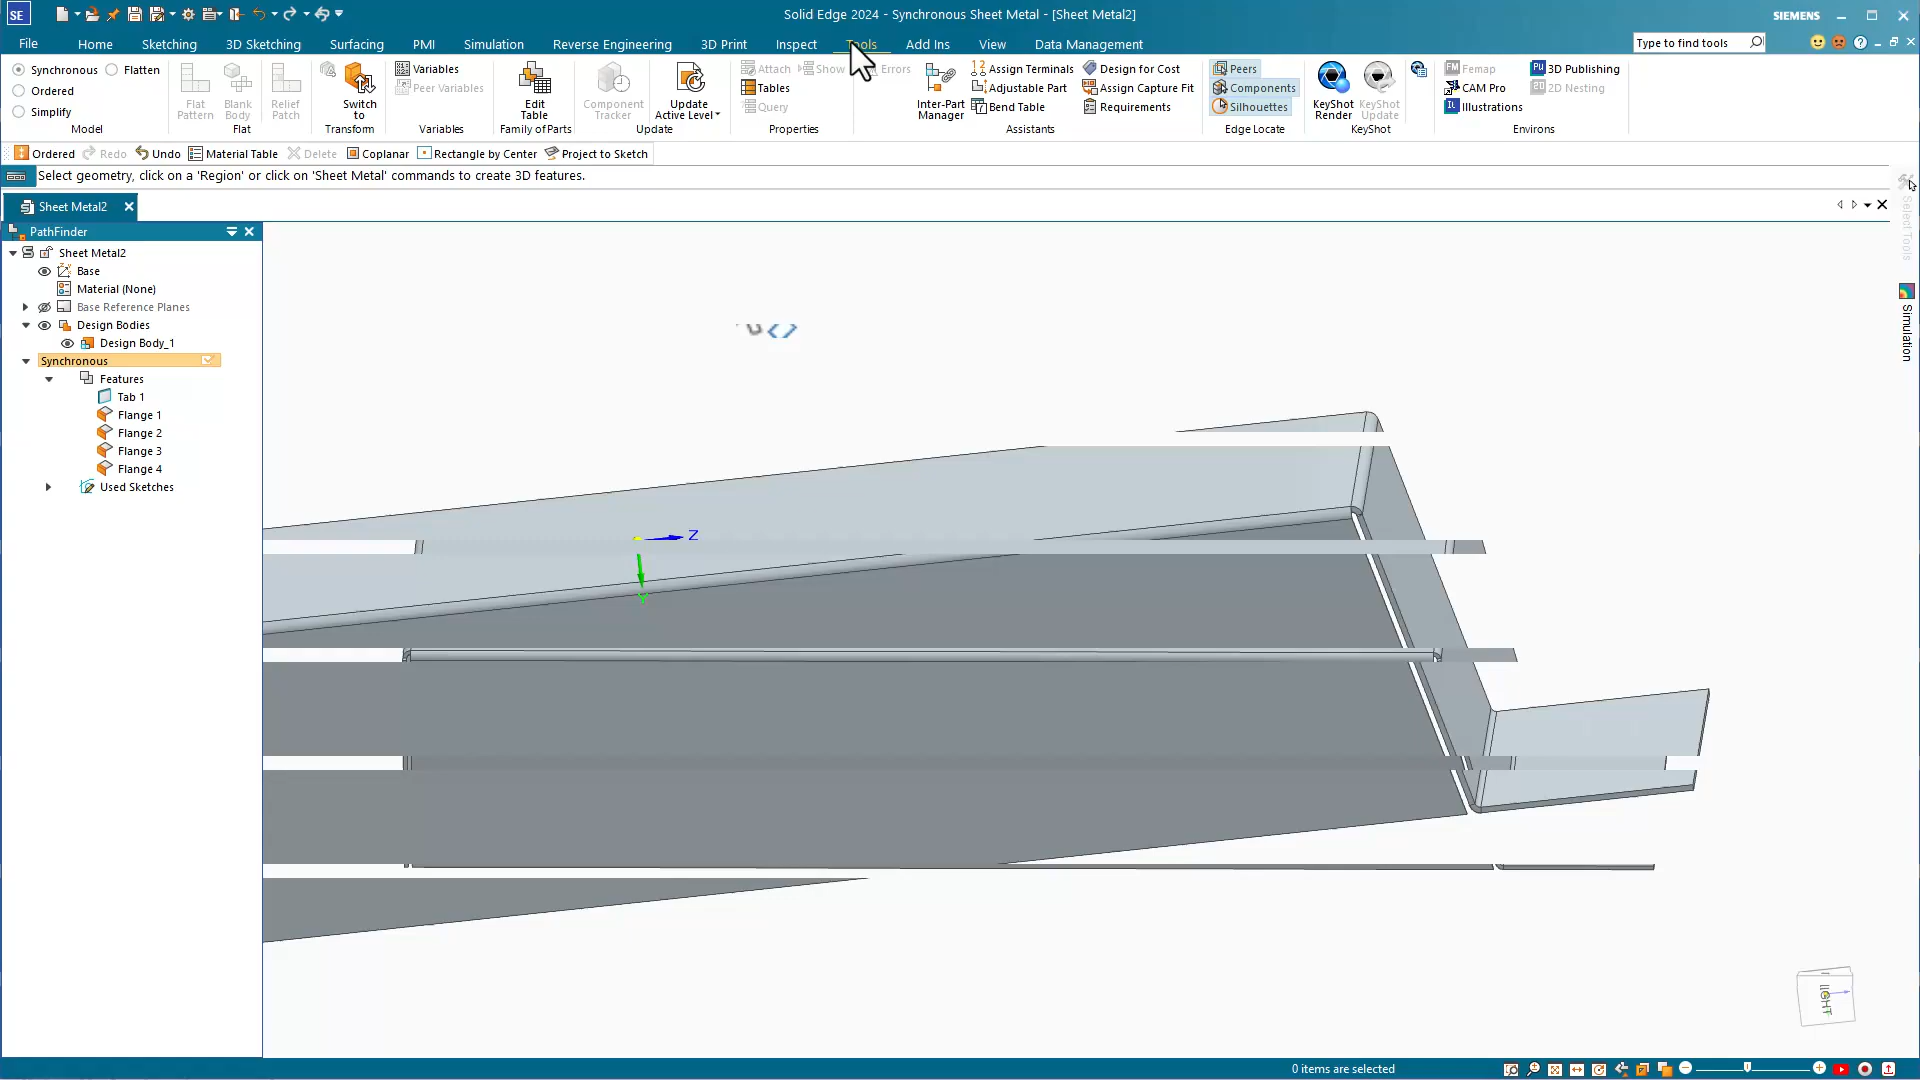 SE
Solid Edge 2024 - Synchronous Sheet Metal - [Sheet Metal2]
SIEMENS
File Home Sketching 3D Sketching Surfacing PMI Simulation Reverse Engineering 3D Print Inspect Tools Add Ins View Data Management
Type to find tools
Synchronous Flatten
Ordered
Simplify
Model
Flat Pattern
Blank Body
Flat
Relief Patch
Switch to
Transform
Variables
Peer Variables
Variables
Edit Table
Family of Parts
Component Tracker
Update Active Level
Update
Attach Show Errors
Tables
Query
Properties
Inter-Part Manager
Assign Terminals
Adjustable Part
Bend Table
Design for Cost
Assign Capture Fit
Requirements
Assistants
Peers
Components
Silhouettes
Edge Locate
KeyShot Render
KeyShot Update
KeyShot
FM Femap
CAM Pro
Illustrations
Pu 3D Publishing
2D Nesting
Environs
Ordered Redo Undo Material Table Delete Coplanar Rectangle by Center Project to Sketch
Select geometry, click on a 'Region' or click on 'Sheet Metal' commands to create 3D features.
Sheet Metal2
Select Tools
Simulation
PathFinder
Sheet Metal2
Base
Material (None)
Base Reference Planes
Design Bodies
Design Body_1
Synchronous
Features
Tab 1
Flange 1
Flange 2
Flange 3
Flange 4
Used Sketches
Z
Y
0 items are selected